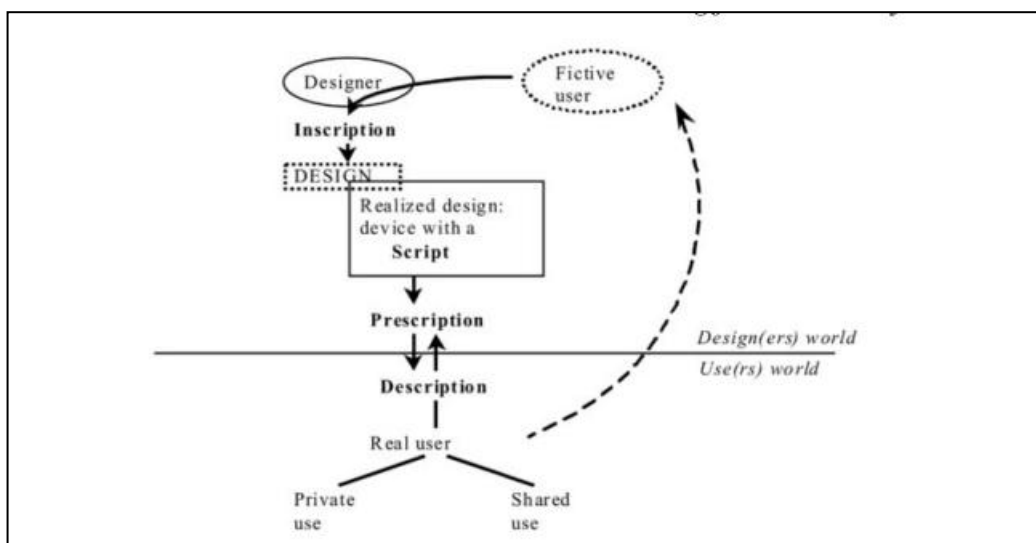 Designer
Fictive
user
Inscription
DESIGN
Realized design:
device with a
Script
Prescription
Design(ers) world
Use(rs) world
Description
Real user
Private
use
Shared
use